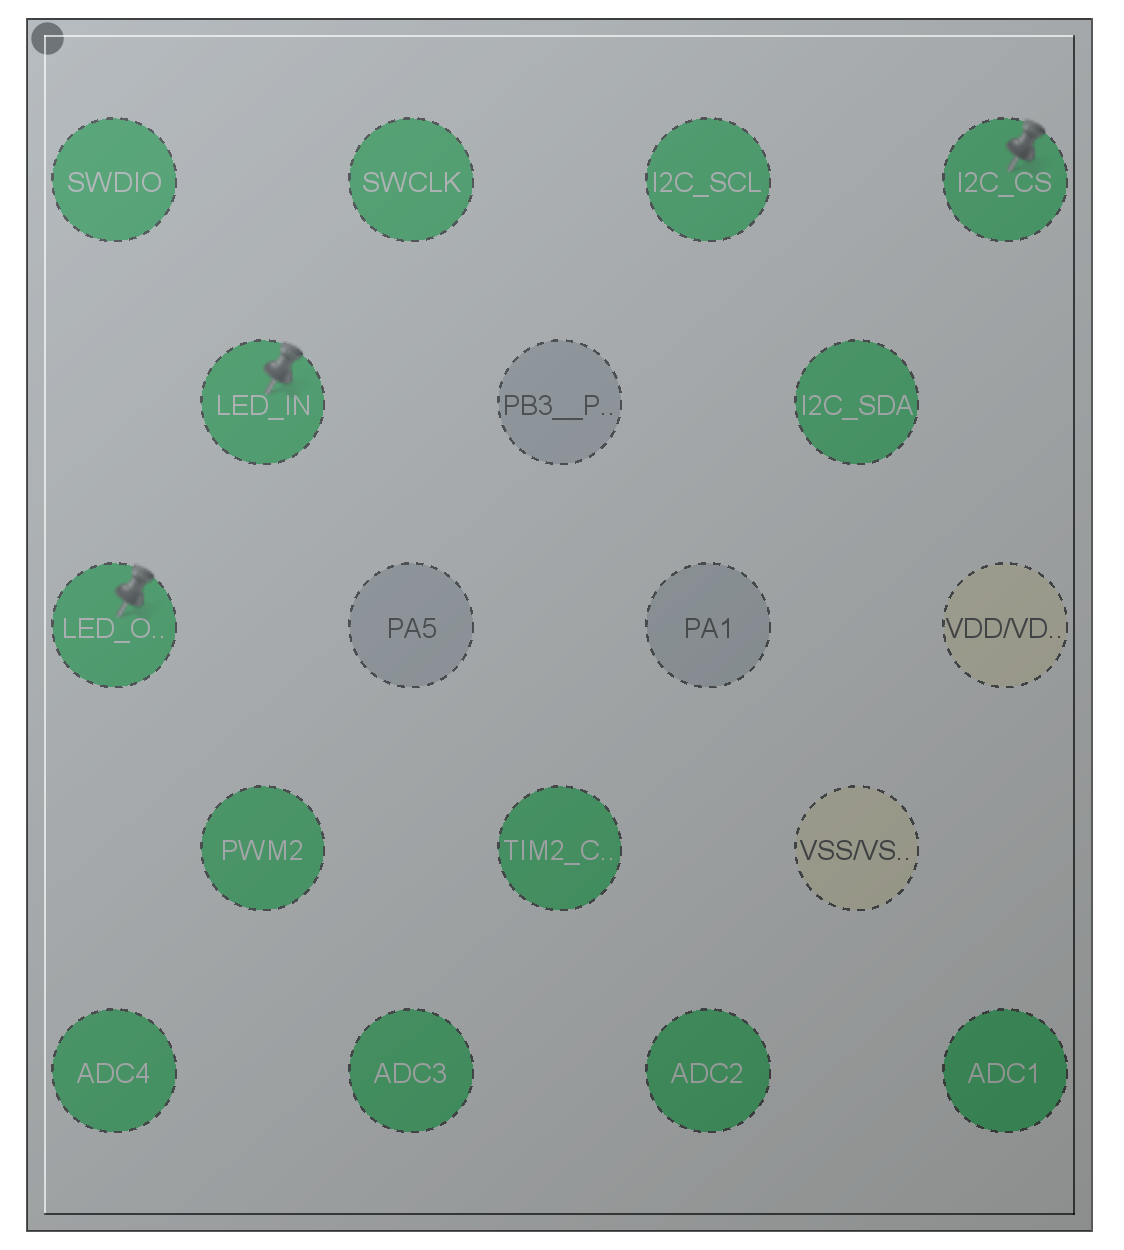 SWDIO
SWCLK
I2C_SCL
I2C_CS
LED_IN
PB3__P..
I2C_SDA
LED_O..
PA5
PA1
VDD/VD..
PWM2
TIM2_C..
VSS/VS..
ADC4
ADC3
ADC2
ADC1